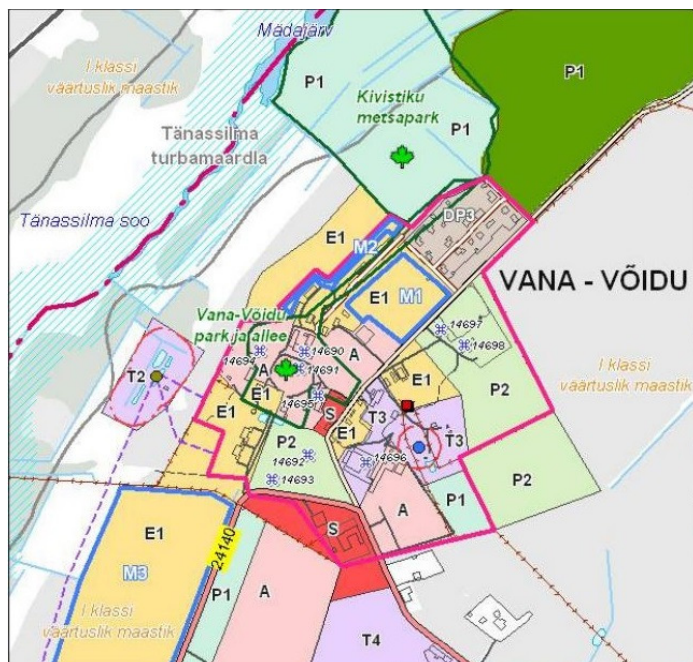 Mädajärv
I klassi
väärtuslik maastik
P1
P1
Kivistiku
metsapark
P1
Tänassilma
turbamaardla
Tänassilma soo
E1
M2
DP3
VANA - VÕIDU
E1
M1
Vana-Võidu
park ja allee
14697
14698
14694
14690
14691
A
A
I klassi
väärtuslik maastik
T2
E1
E1
14695
S
T3
E1
P2
E1
P2
E1
T3
14692
14693
14696
P2
P1
A
S
E1
24140
M3
I klassi
väärtuslik maastik
P1
A
T4